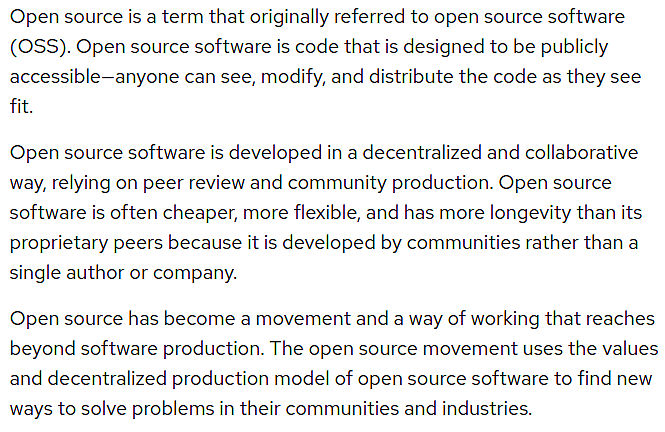 Open source is a term that originally referred to open source software
(OSS). Open source software is code that is designed to be publicly
accessible—anyone can see, modify, and distribute the code as they see
fit.
Open source software is developed in a decentralized and collaborative
way, relying on peer review and community production. Open source
software is often cheaper, more flexible, and has more longevity than its
proprietary peers because it is developed by communities rather than a
single author or company.
Open source has become a movement and a way of working that reaches
beyond software production. The open source movement uses the values
and decentralized production model of open source software to find new
ways to solve problems in their communities and industries.